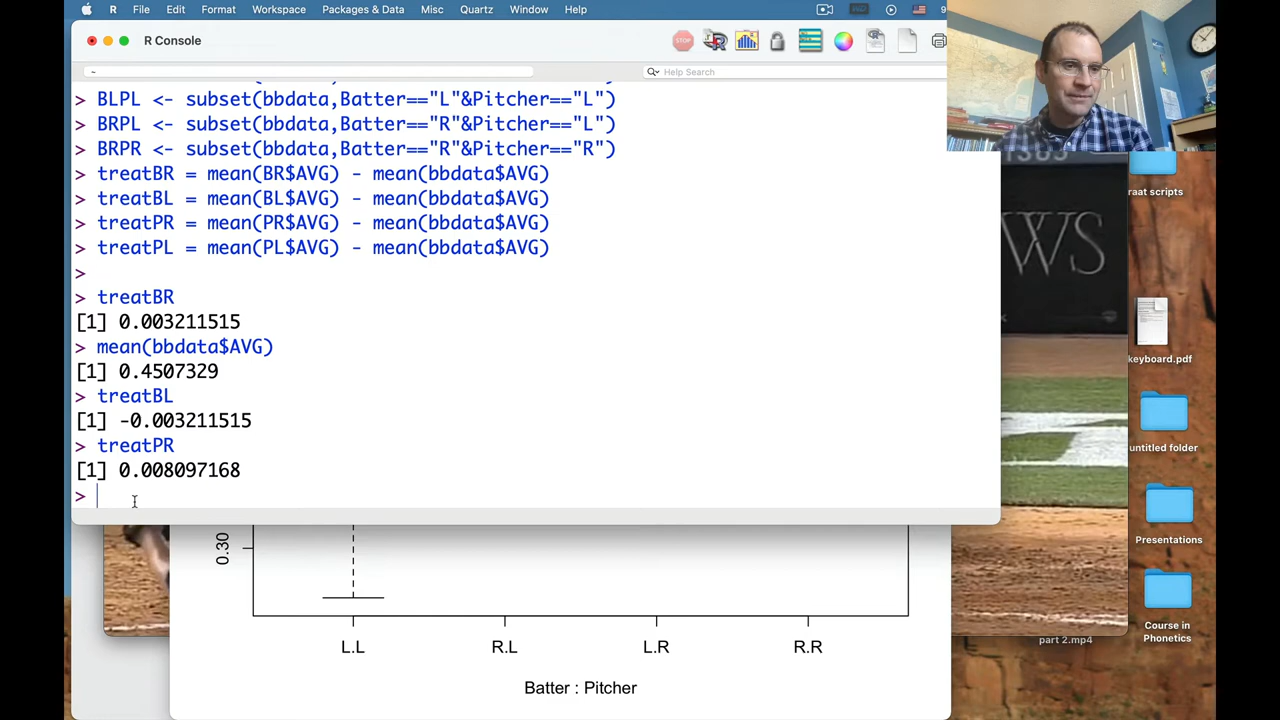 R File Edit Format Workspace Packages & Data Misc Quartz Window Help
R Console
STOP
~
Help Search
> BLPL <- subset(bbdata,Batter=="L"&Pitcher=="L")
> BRPL <- subset(bbdata,Batter=="R"&Pitcher=="L")
> BRPR <- subset(bbdata,Batter=="R"&Pitcher=="R")
> treatBR = mean(BR$AVG) - mean(bbdata$AVG)
> treatBL = mean(BL$AVG) - mean(bbdata$AVG)
> treatPR = mean(PR$AVG) - mean(bbdata$AVG)
> treatPL = mean(PL$AVG) - mean(bbdata$AVG)
>
> treatBR
[1] 0.003211515
> mean(bbdata$AVG)
[1] 0.4507329
> treatBL
[1] -0.003211515
> treatPR
[1] 0.008097168
>
raat scripts
keyboard.pdf
untitled folder
Presentations
Course in
Phonetics
part 2.mp4
0.30
L.L R.L L.R R.R
Batter : Pitcher